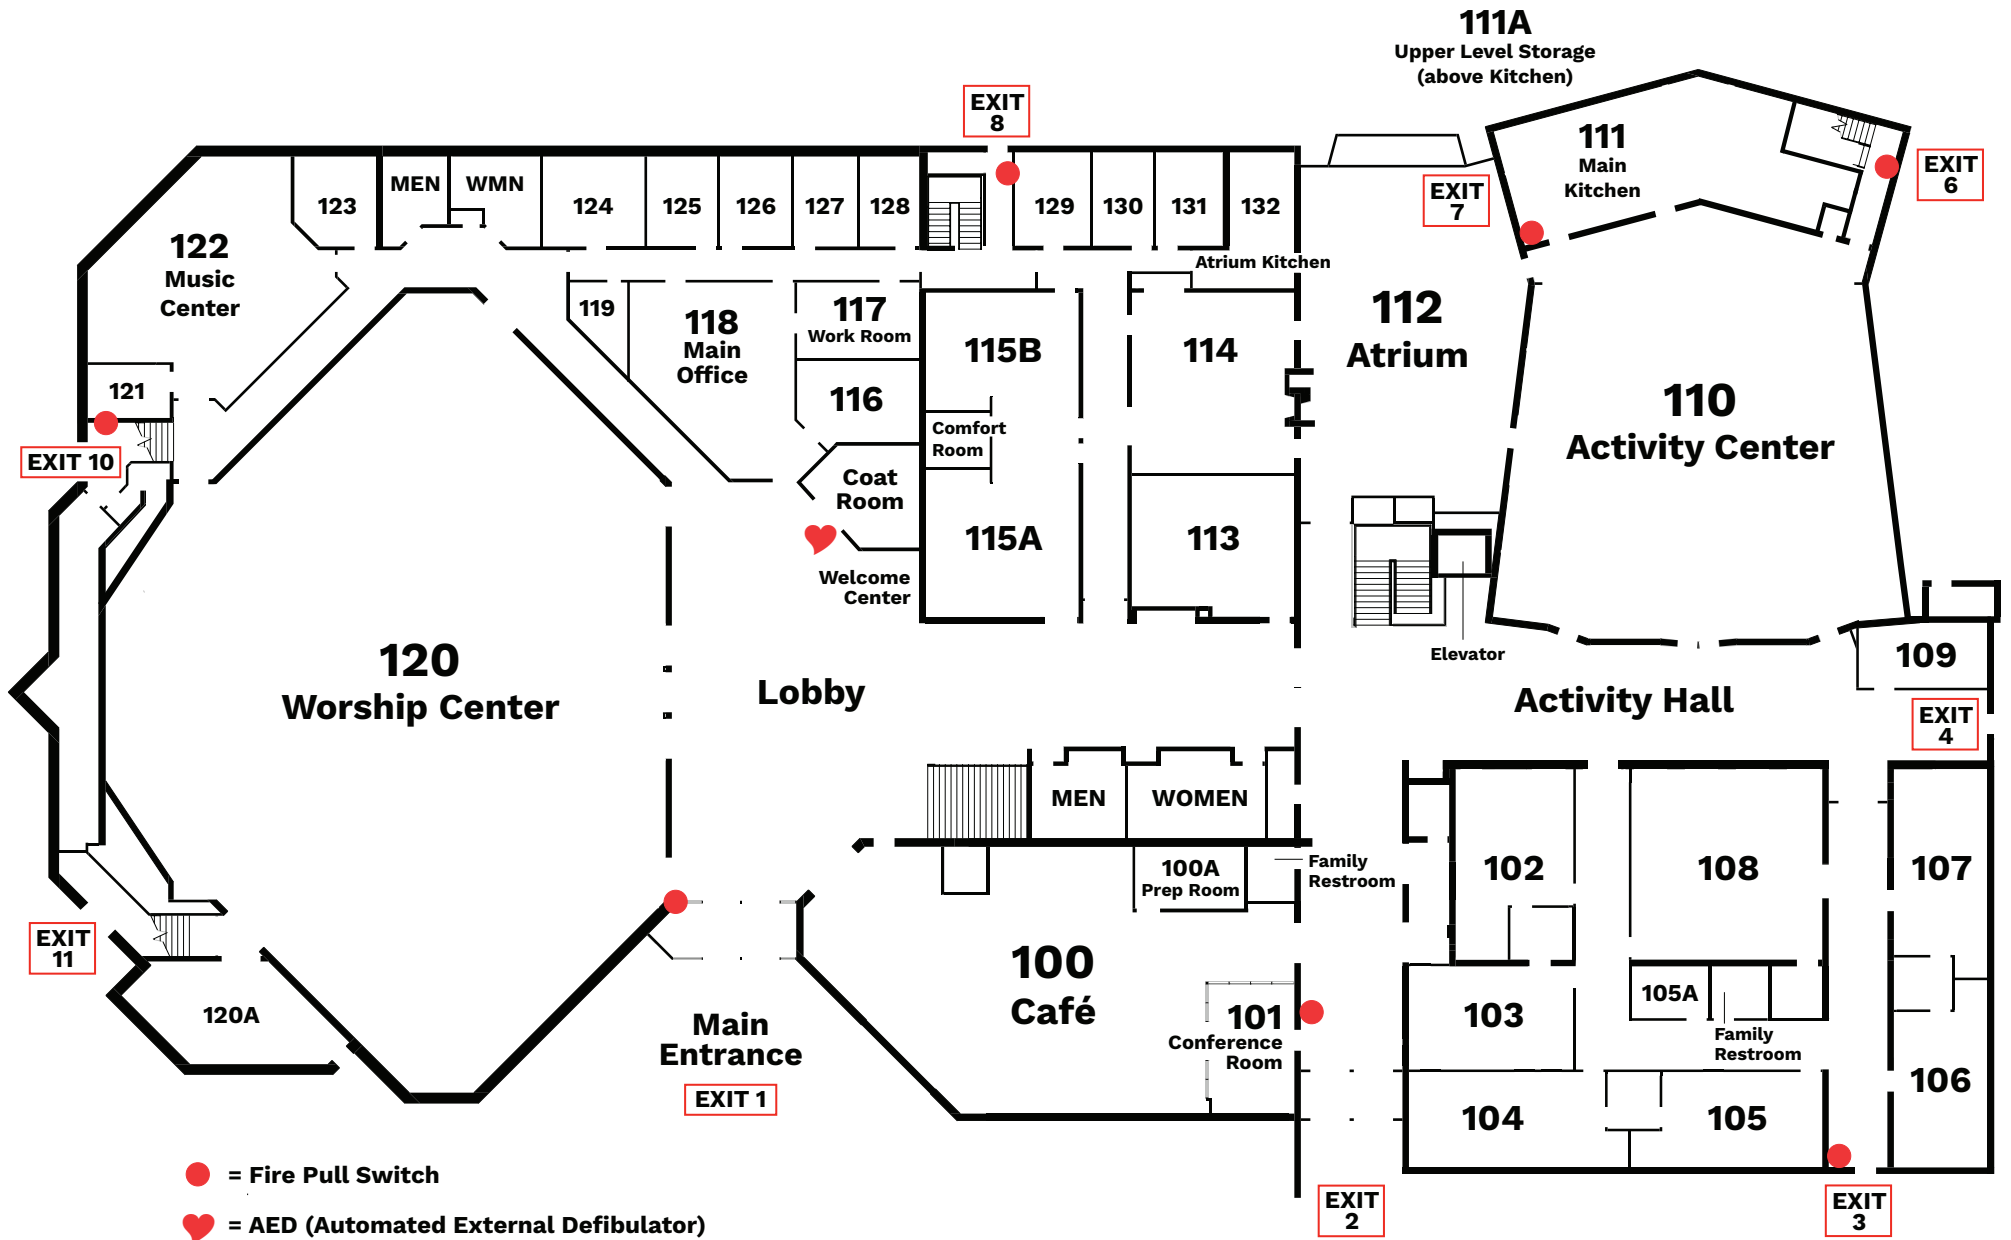 111A
Upper Level Storage
(above Kitchen)
EXIT
8
111
Main
Kitchen
EXIT
6
EXIT
7
123
MEN
WMN
124
125
126
127
128
129
130
131
132
122
Music
Center
Atrium Kitchen
119
118
Main
Office
117
Work Room
115B
114
112
Atrium
121
116
110
Activity Center
Comfort
Room
EXIT 10
Coat
Room
115A
113
Welcome
Center
Elevator
109
120
Worship Center
Lobby
Activity Hall
EXIT
4
MEN
WOMEN
100A
Prep Room
Family
Restroom
102
108
107
EXIT
11
100
Café
120A
101
Conference
Room
103
105A
Family
Restroom
106
Main
Entrance
EXIT 1
104
105
= Fire Pull Switch
= AED (Automated External Defibulator)
EXIT
2
EXIT
3